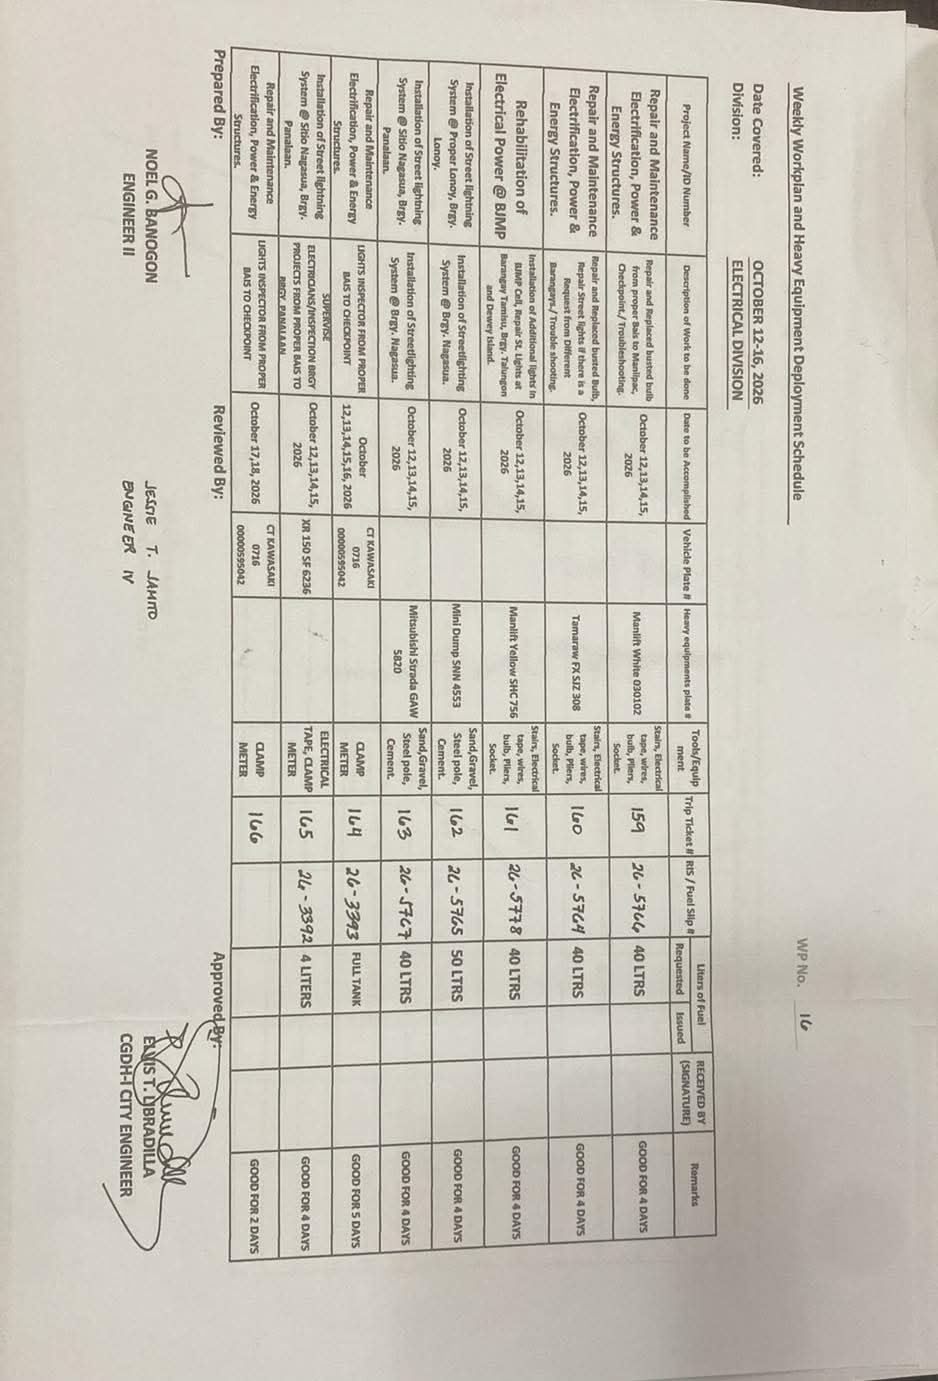 Weekly Workplan and Heavy Equipment Deployment Schedule
WP No. 16
Date Covered: OCTOBER 12-16, 2026
Division: ELECTRICAL DIVISION
Project Name/ID Number
Description of Work to be done
Date to be Accomplished
Vehicle Plate #
Heavy equipments plate #
Tools/Equip
ment
Trip Ticket #
RIS / Fuel Slip #
Liters of Fuel
Requested
Issued
RECEIVED BY
(SIGNATURE)
Remarks
Repair and Maintenance
Electrification, Power &
Energy Structures.
Repair and Replaced busted bulb
from proper Bais to Manlipac,
Checkpoint./ Troubleshooting.
October 12,13,14,15,
2026
Manlift White 030102
Stairs, Electrical
tape, wires,
bulb, Pliers,
Socket.
159
26-5766
40 LTRS
GOOD FOR 4 DAYS
Repair and Maintenance
Electrification, Power &
Energy Structures.
Repair and Replaced busted Bulb,
Repair Street lights if there is a
Request from Different
Barangays./ Trouble shooting.
October 12,13,14,15,
2026
Tamaraw FX SJZ 308
Stairs, Electrical
tape, wires,
bulb, Pliers,
Socket.
160
26-5764
40 LTRS
GOOD FOR 4 DAYS
Rehabilitation of
Electrical Power @ BJMP
Installation of Additional lights in
BJMP Cell, Repair St. Lights at
Barangay Tamisu, Brgy. Talungon
and Dewey Island.
October 12,13,14,15,
2026
Manlift Yellow SHC 756
Stairs, Electrical
tape, wires,
bulb, Pliers,
Socket.
161
26-5778
40 LTRS
GOOD FOR 4 DAYS
Installation of Street lightning
System @ Proper Lonoy, Brgy.
Lonoy.
Installation of Streetlighting
System @ Brgy. Nagasua.
October 12,13,14,15,
2026
Mini Dump SNN 4553
Sand,Gravel,
Steel pole,
Cement.
162
26-5765
50 LTRS
GOOD FOR 4 DAYS
Installation of Street lightning
System @ Sitio Nagasua, Brgy.
Panalaan.
Installation of Streetlighting
System @ Brgy. Nagasua.
October 12,13,14,15,
2026
Mitsubishi Strada GAW
5820
Sand,Gravel,
Steel pole,
Cement.
163
26-5767
40 LTRS
GOOD FOR 4 DAYS
Repair and Maintenance
Electrification, Power & Energy
Structures.
LIGHTS INSPECTOR FROM PROPER
BAIS TO CHECKPOINT
October
12,13,14,15,16, 2026
CT KAWASAKI
0716
00000595042
CLAMP
METER
164
26-3393
FULL TANK
GOOD FOR 5 DAYS
Installation of Street lightning
System @ Sitio Nagasua, Brgy.
Panalaan.
SUPERVISE
ELECTRICIANS/INSPECTION BRGY
PROJECTS FROM PROPER BAIS TO
BRGY. PANALAAN
October 12,13,14,15,
2026
XR 150 SF 6236
ELECTRICAL
TAPE, CLAMP
METER
165
26-3392
4 LITERS
GOOD FOR 4 DAYS
Repair and Maintenance
Electrification, Power & Energy
Structures.
LIGHTS INSPECTOR FROM PROPER
BAIS TO CHECKPOINT
October 17,18, 2026
CT KAWASAKI
0716
00000595042
CLAMP
METER
166
GOOD FOR 2 DAYS
Prepared By:
Reviewed By:
Approved By:
NOEL G. BANOGON
ENGINEER II
JESSIE T. JAMITO
ENGINEER IV
ELVIS T. LIBRADILLA
CGDH-I CITY ENGINEER